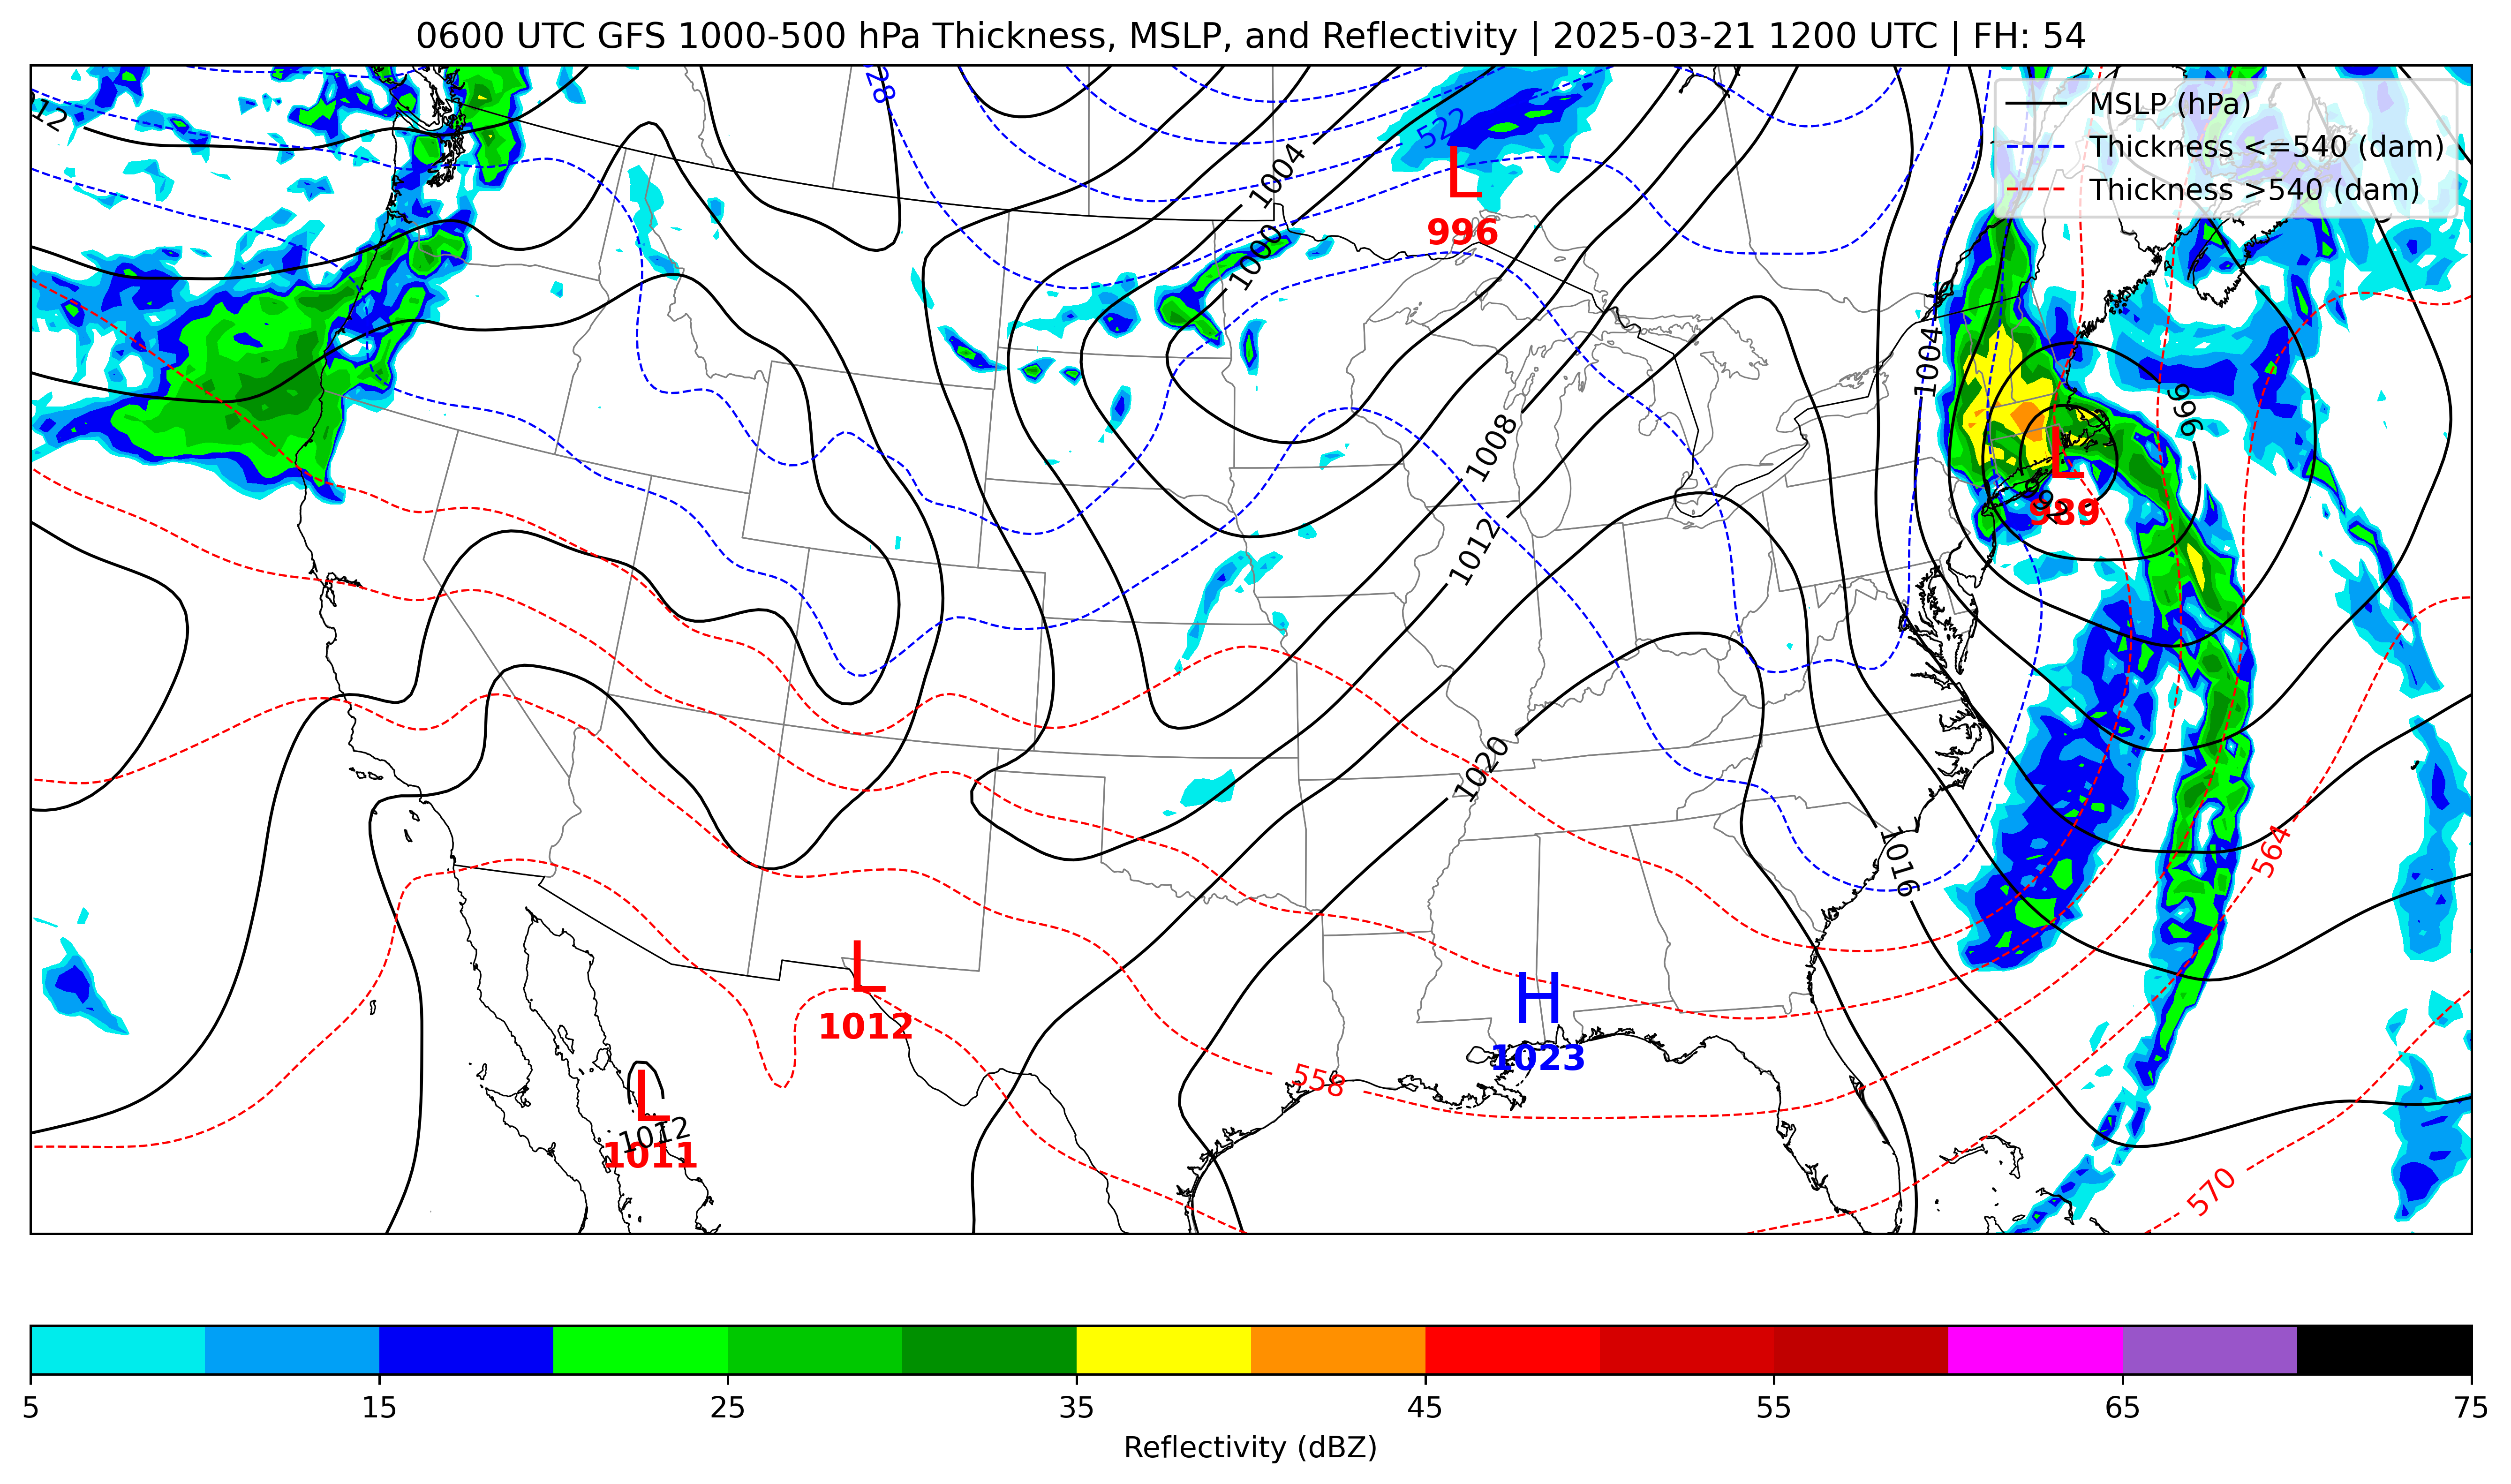 0600 UTC GFS 1000-500 hPa Thickness, MSLP, and Reflectivity | 2025-03-21 1200 UTC | FH: 54
MSLP (hPa)
Thickness <=540 (dam)
Thickness >540 (dam)
528
522
L
996
1004
1000
1004
996
1008
L
992
989
1012
1020
564
1016
L
1012
H
1023
558
L
1012
1011
570
5 15 25 35 45 55 65 75
Reflectivity (dBZ)